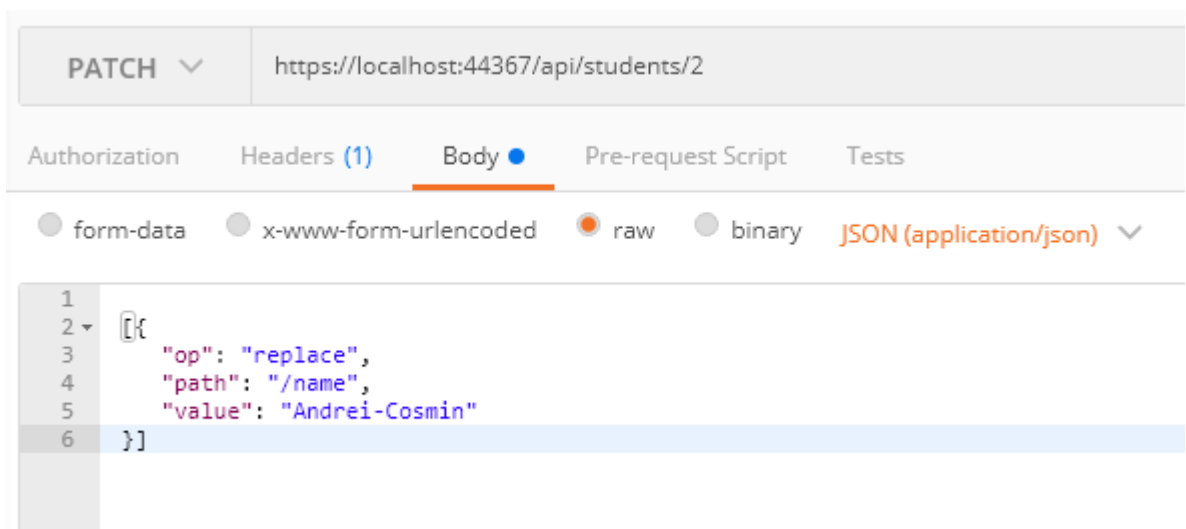 PATCH https://localhost:44367/api/students/2
Authorization Headers (1) Body Pre-request Script Tests
form-data x-www-form-urlencoded raw binary JSON (application/json)
1
2 [{
3 "op": "replace",
4 "path": "/name",
5 "value": "Andrei-Cosmin"
6 }]